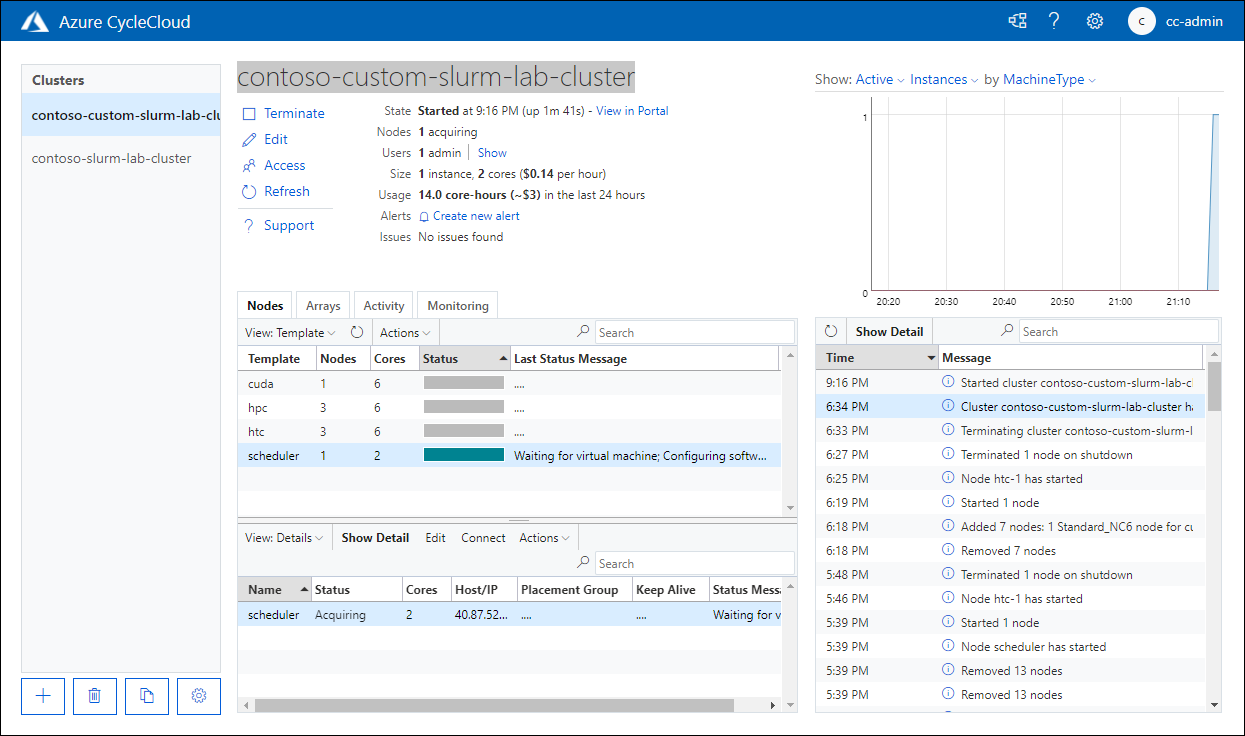 Azure CycleCloud
C cc-admin
Clusters
contoso-custom-slurm-lab-clu
contoso-slurm-lab-cluster
contoso-custom-slurm-lab-cluster
Terminate
Edit
Access
Refresh
? Support
State Started at 9:16 PM (up 1m 41s) - View in Portal
Nodes 1 acquiring
Users 1 admin Show
Size 1 instance, 2 cores ($0.14 per hour)
Usage 14.0 core-hours (~$3) in the last 24 hours
Alerts Create new alert
Issues No issues found
Show: Active Instances by MachineType
1
0.5
0
20:20 20:30 20:40 20:50 21:00 21:10
Nodes Arrays Activity Monitoring
View: Template Actions Search
Template Nodes Cores Status Last Status Message
cuda 1 6 ....
hpc 3 6 ....
htc 3 6 ....
scheduler 1 2 Waiting for virtual machine; Configuring softw...
View: Details Show Detail Edit Connect Actions
Search
Name Status Cores Host/IP Placement Group Keep Alive Status Messa
scheduler Acquiring 2 40.87.52... .... .... Waiting for v
Show Detail Search
Time Message
9:16 PM Started cluster contoso-custom-slurm-lab-cl
6:34 PM Cluster contoso-custom-slurm-lab-cluster ha
6:33 PM Terminating cluster contoso-custom-slurm-l
6:27 PM Terminated 1 node on shutdown
6:25 PM Node htc-1 has started
6:19 PM Started 1 node
6:18 PM Added 7 nodes: 1 Standard_NC6 node for cu
6:18 PM Removed 7 nodes
5:48 PM Terminated 1 node on shutdown
5:46 PM Node htc-1 has started
5:39 PM Started 1 node
5:39 PM Node scheduler has started
5:39 PM Removed 13 nodes
5:39 PM Removed 13 nodes